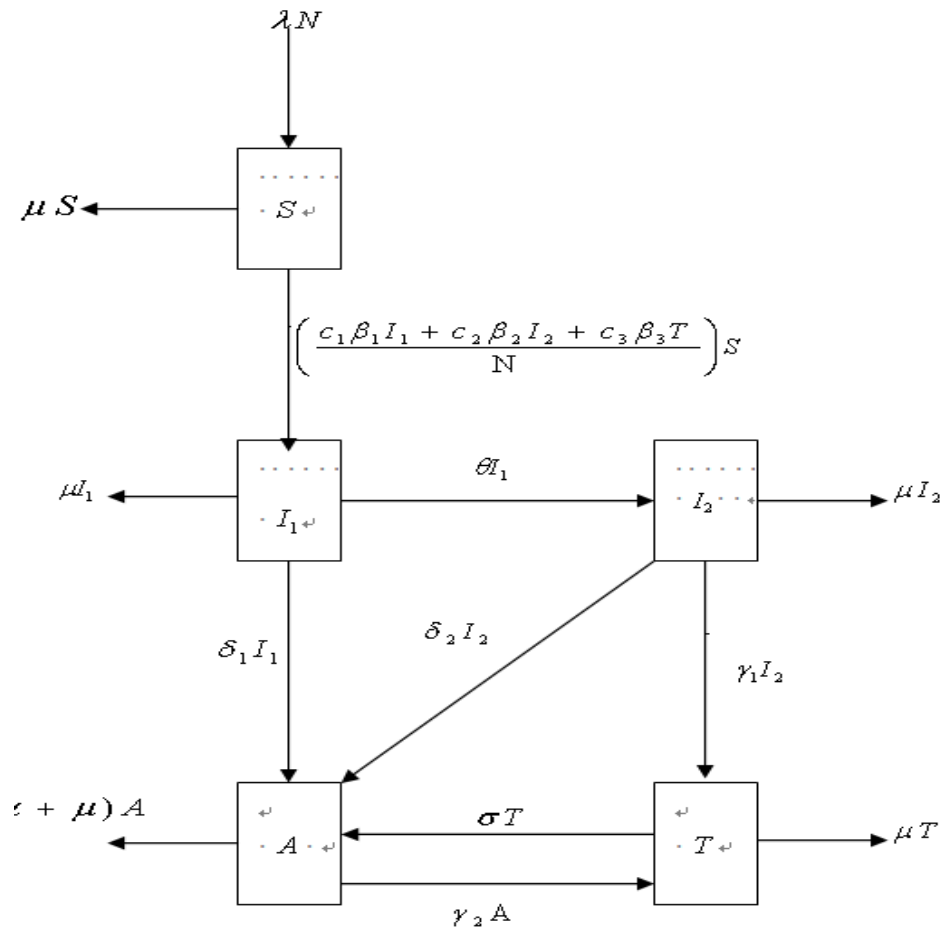 λN
S
μS
(c₁β₁I₁ + c₂β₂I₂ + c₃β₃T / N)S
I₁
μI₁
θI₁
I₂
μI₂
δ₁I₁
δ₂I₂
γ₁I₂
+ μ)A
A
σT
T
μT
γ₂A